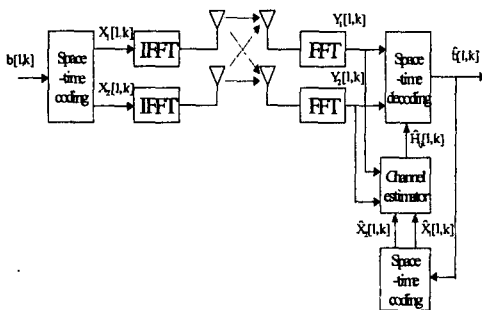 b[l,k]
Space
-time
coding
X₁[l,k]
X₂[l,k]
IFFT
IFFT
Y₁[l,k]
Y₂[l,k]
FFT
FFT
Space
-time
decoding
Ĥᵢⱼ[l,k]
Channel
estimator
X̂₂[l,k]
X̂₁[l,k]
Space
-time
coding